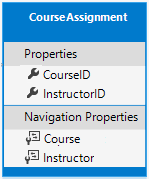 CourseAssignment
Properties
CourseID
InstructorID
Navigation Properties
Course
Instructor